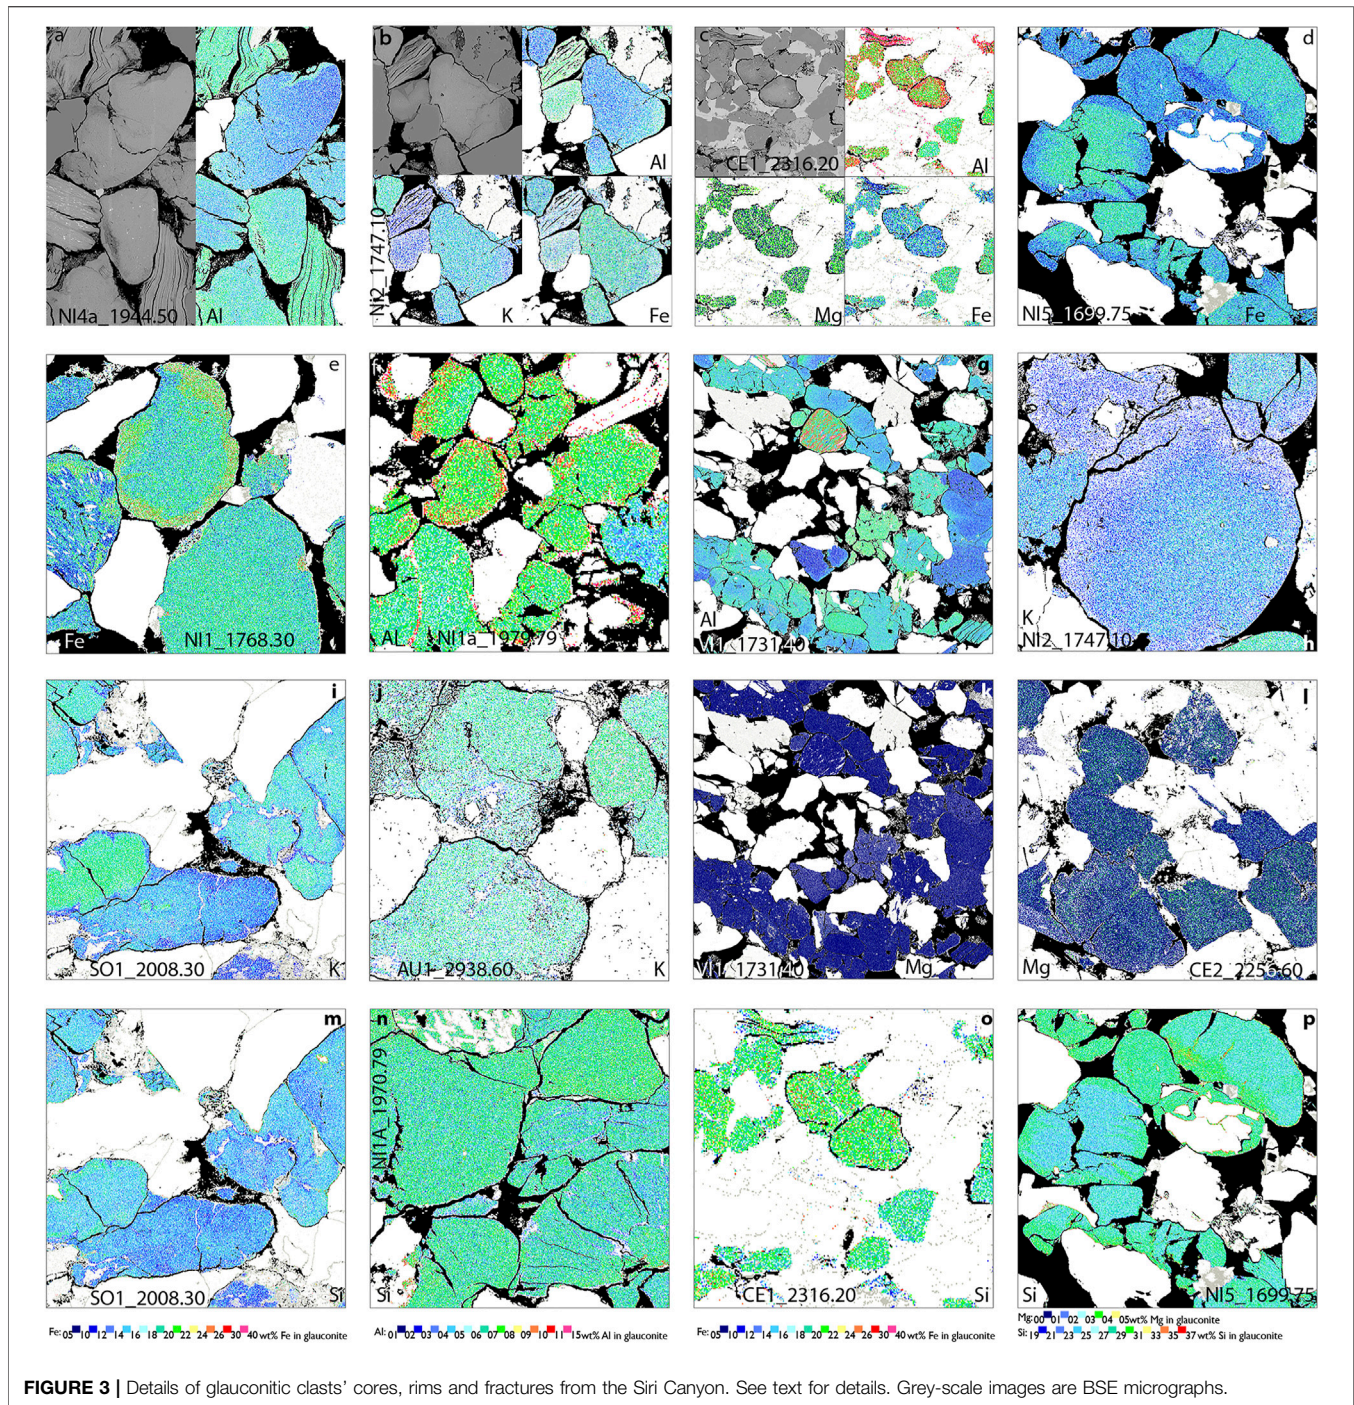 a
NI4a_1944.50
Al
b
Ni2_1747.10
Al
K
Fe
c
CE1_2316.20
Al
Mg
Fe
d
NI5_1699.75
Fe
e
Fe
NI1_1768.30
AL
NI1a_1979.79
g
Al
VI1_1731.40
K
NI2_1747.10
h
i
SO1_2008.30
K
j
AU1_2938.60
K
k
VI1_1731.40
Mg
l
Mg
CE2_2256.60
m
SO1_2008.30
Si
n
NI1A_1970.79
Si
o
CE1_2316.20
Si
p
Si
NI5_1699.75
Fe: 05 10 12 14 16 18 20 22 24 26 30 40 wt% Fe in glauconite
Al: 01 02 03 04 05 06 07 08 09 10 11 15wt% Al in glauconite
Fe: 05 10 12 14 16 18 20 22 24 26 30 40 wt% Fe in glauconite
Mg: 00 01 02 03 04 05wt% Mg in glauconite
Si: 19 21 23 25 27 29 31 33 35 37 wt% Si in glauconite
FIGURE 3 | Details of glauconitic clasts' cores, rims and fractures from the Siri Canyon. See text for details. Grey-scale images are BSE micrographs.